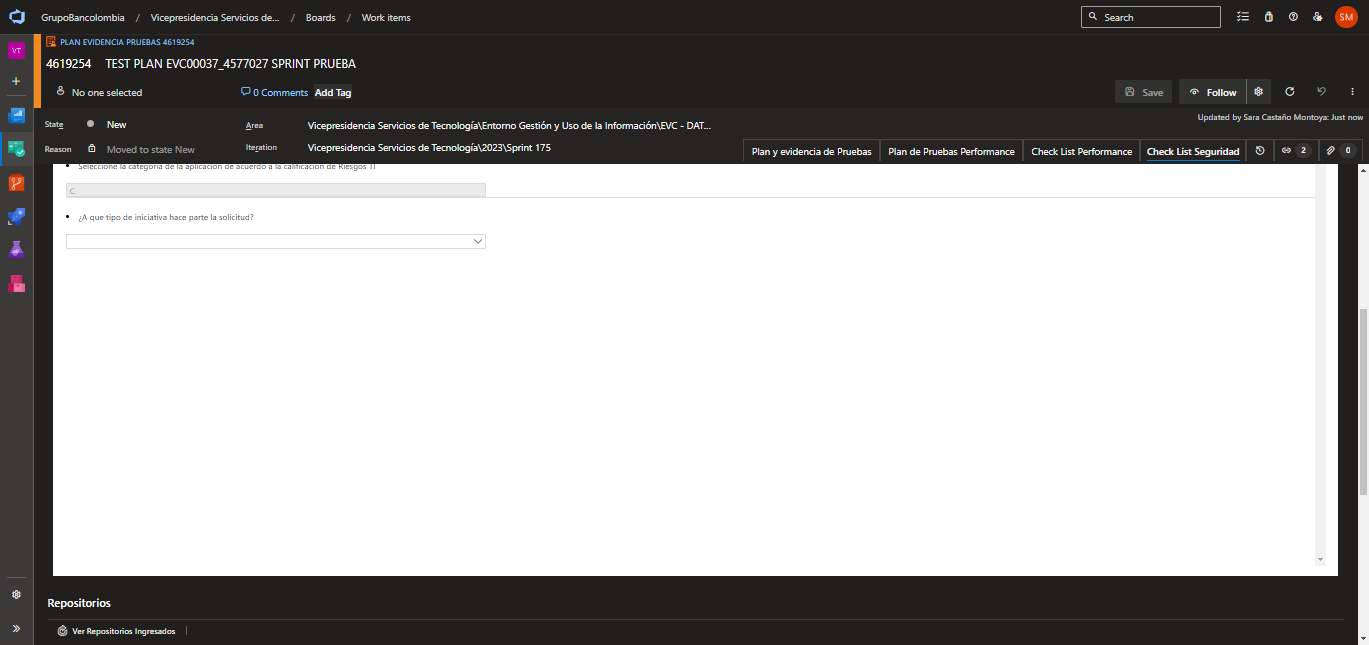 GrupoBancolombia / Vicepresidencia Servicios de... / Boards / Work items
Search
SM
VT
PLAN EVIDENCIA PRUEBAS 4619254
4619254 TEST PLAN EVC00037_4577027 SPRINT PRUEBA
No one selected
0 Comments
Add Tag
Save
Follow
State
New
Area
Vicepresidencia Servicios de Tecnología\Entorno Gestión y Uso de la Información\EVC - DAT...
Updated by Sara Castaño Montoya: Just now
Reason
Moved to state New
Iteration
Vicepresidencia Servicios de Tecnología\2023\Sprint 175
Plan y evidencia de Pruebas
Plan de Pruebas Performance
Check List Performance
Check List Seguridad
2
0
• Seleccione la categoria de la aplicacion de acuerdo a la calificacion de Riesgos TI
C
• ¿A que tipo de iniciativa hace parte la solicitud?
Repositorios
Ver Repositorios Ingresados